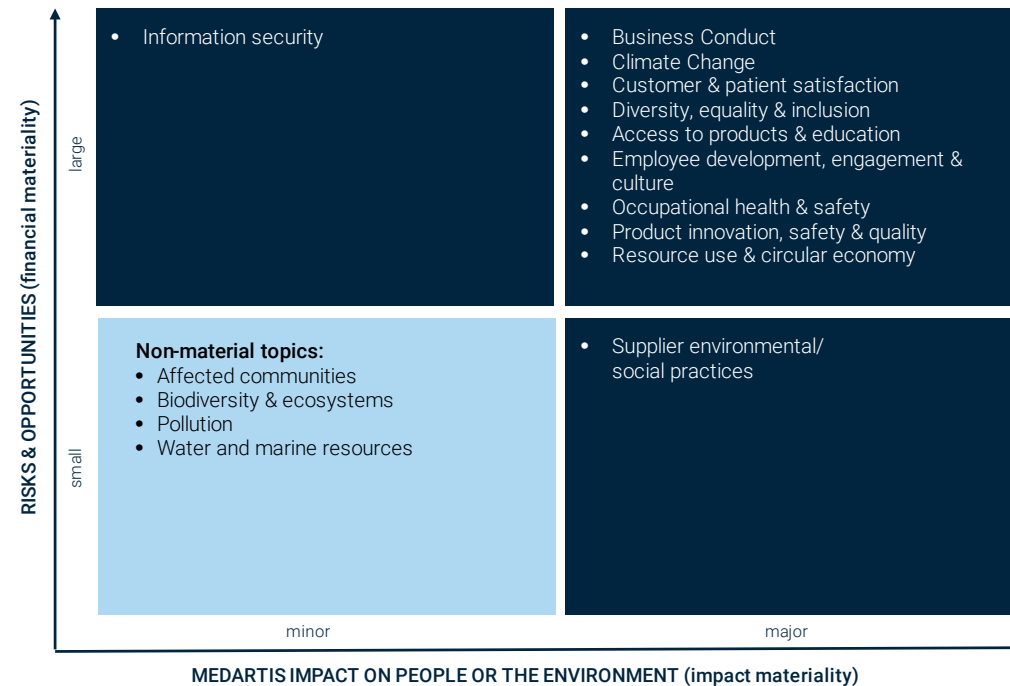 RISKS & OPPORTUNITIES (financial materiality)
large
small
• Information security
• Business Conduct
• Climate Change
• Customer & patient satisfaction
• Diversity, equality & inclusion
• Access to products & education
• Employee development, engagement &
culture
• Occupational health & safety
• Product innovation, safety & quality
• Resource use & circular economy
Non-material topics:
• Affected communities
• Biodiversity & ecosystems
• Pollution
• Water and marine resources
• Supplier environmental/
social practices
minor
major
MEDARTIS IMPACT ON PEOPLE OR THE ENVIRONMENT (impact materiality)